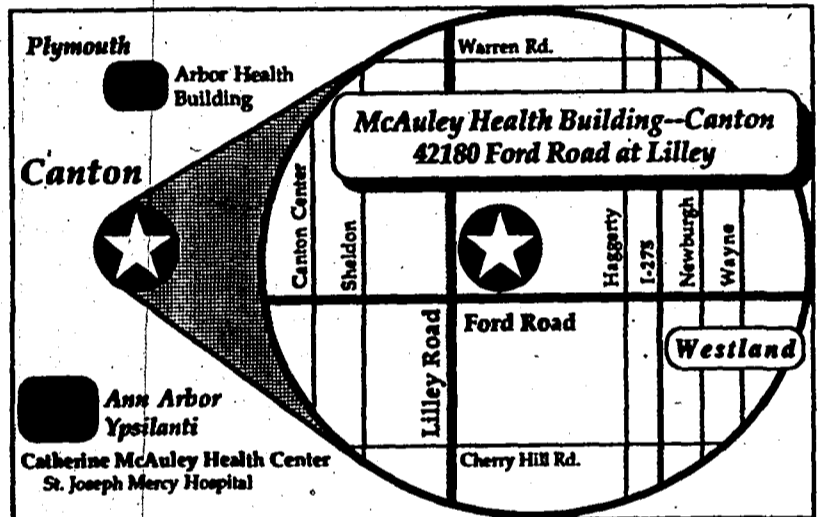 Plymouth
Arbor Health
Building
Canton
Warren Rd.
McAuley Health Building--Canton
42180 Ford Road at Lilley
Canton Center
Sheldon
Haggerty
I-275
Newburgh
Wayne
Ford Road
Lilley Road
Westland
Ann Arbor
Ypsilanti
Catherine McAuley Health Center
St. Joseph Mercy Hospital
Cherry Hill Rd.